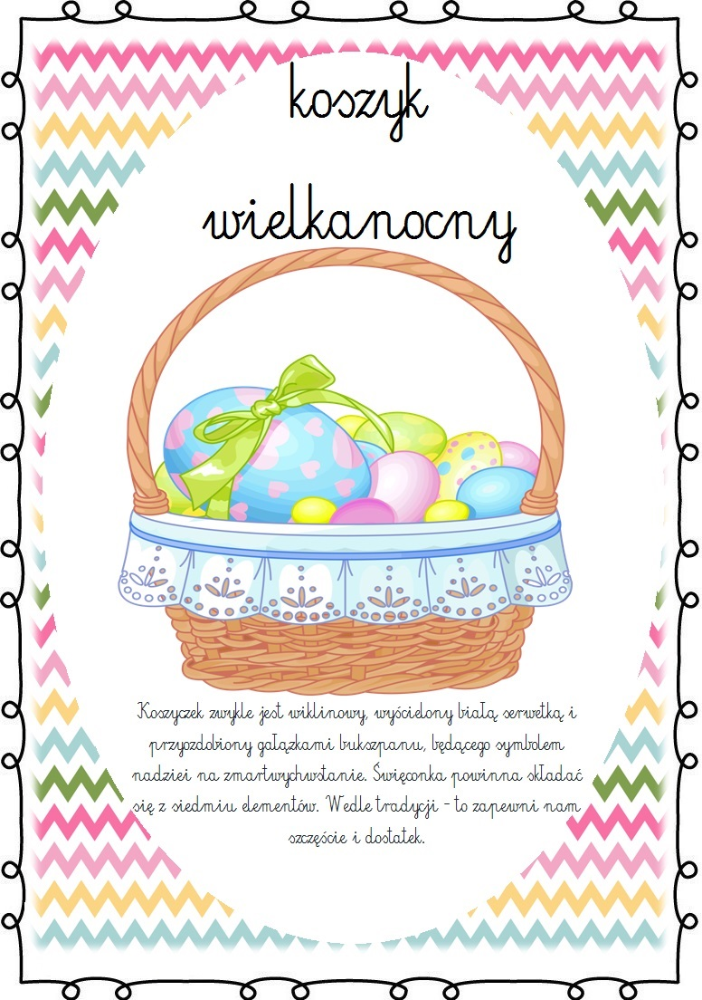 koszyk
wielkanocny
Koszyczek zwykle jest wiklinowy, wyścielony białą serwetką i
przyozdobiony gałązkami bukszpanu, będącego symbolem
nadziei na zmartwychwstanie. Święconka powinna składać
się z siedmiu elementów. Wedle tradycji - to zapewni nam
szczęście i dostatek.